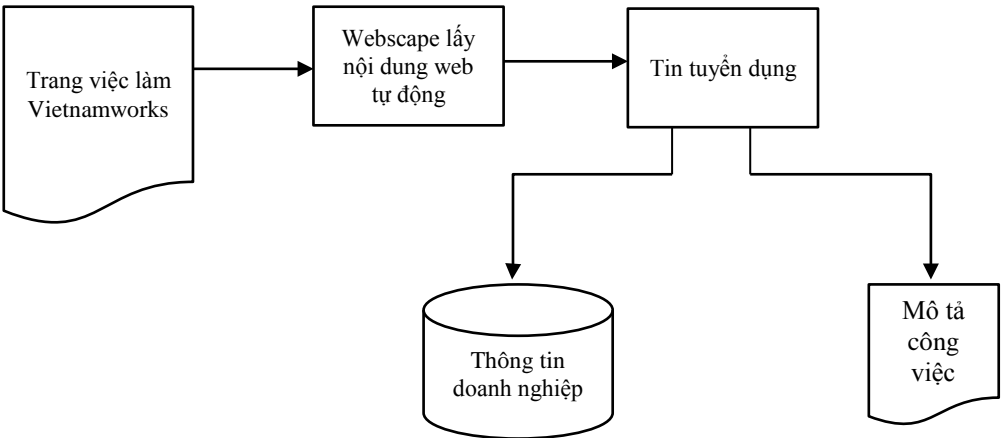 Trang việc làm
Vietnamworks
Webscape lấy
nội dung web
tự động
Tin tuyển dụng
Thông tin
doanh nghiệp
Mô tả
công
việc